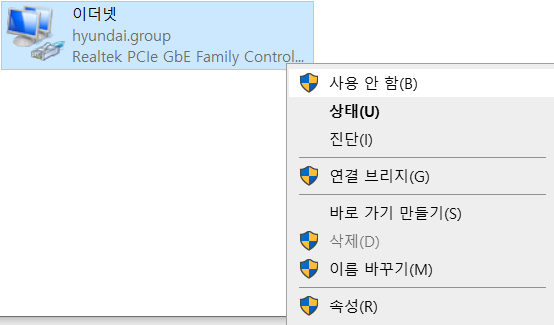 이더넷
hyundai.group
Realtek PCIe GbE Family Control...
사용 안 함(B)
상태(U)
진단(I)
연결 브리지(G)
바로 가기 만들기(S)
삭제(D)
이름 바꾸기(M)
속성(R)